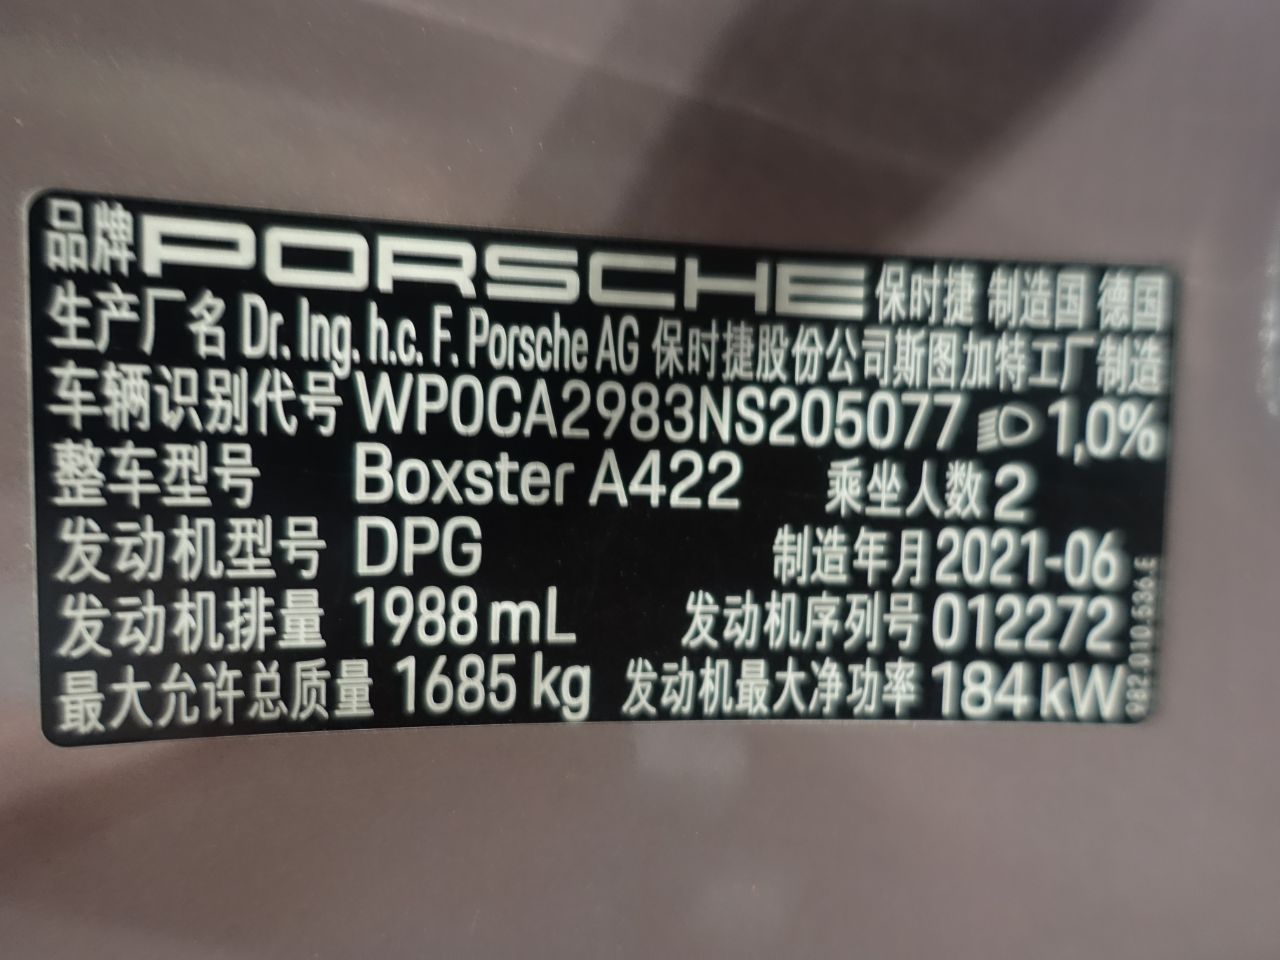 品牌 PORSCHE 保时捷 制造国 德国
生产厂名 Dr. Ing. h.c. F. Porsche AG 保时捷股份公司斯图加特工厂制造
车辆识别代号 WP0CA2983NS205077 1,0%
整车型号 Boxster A422 乘坐人数 2
发动机型号 DPG 制造年月 2021-06
发动机排量 1988 mL 发动机序列号 012272
最大允许总质量 1685 kg 发动机最大净功率 184 kW
982.010.536.E